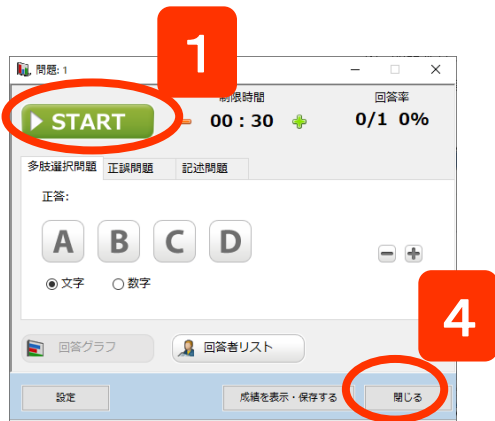 1
問題: 1
制限時間
回答率
START
00 : 30
0/1 0%
多肢選択問題
正誤問題
記述問題
正答:
A
B
C
D
文字
数字
4
回答グラフ
回答者リスト
設定
成績を表示・保存する
閉じる